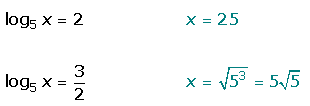 log₅ x = 2 x = 25
log₅ x = 3/2 x = √5³ = 5√5